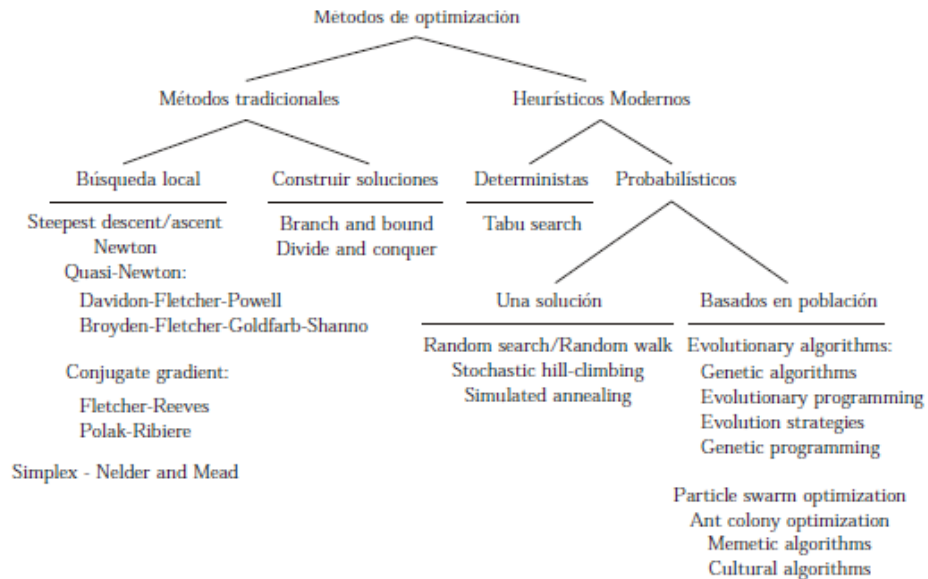 Métodos de optimización
Métodos tradicionales
Heurísticos Modernos
Búsqueda local
Construir soluciones
Deterministas
Probabilísticos
Steepest descent/ascent
Newton
Quasi-Newton:
Davidon-Fletcher-Powell
Broyden-Fletcher-Goldfarb-Shanno
Conjugate gradient:
Fletcher-Reeves
Polak-Ribiere
Simplex - Nelder and Mead
Branch and bound
Divide and conquer
Tabu search
Una solución
Basados en población
Random search/Random walk
Stochastic hill-climbing
Simulated annealing
Evolutionary algorithms:
Genetic algorithms
Evolutionary programming
Evolution strategies
Genetic programming
Particle swarm optimization
Ant colony optimization
Memetic algorithms
Cultural algorithms